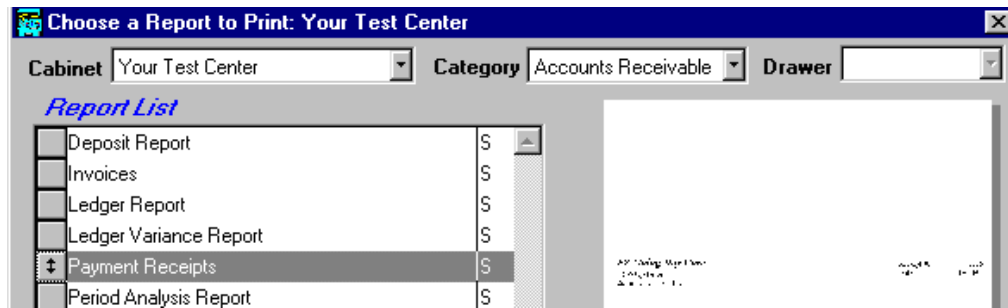 Choose a Report to Print: Your Test Center
Cabinet Your Test Center Category Accounts Receivable Drawer
Report List
Deposit Report S
Invoices S
Ledger Report S
Ledger Variance Report S
Payment Receipts S
Period Analysis Report S